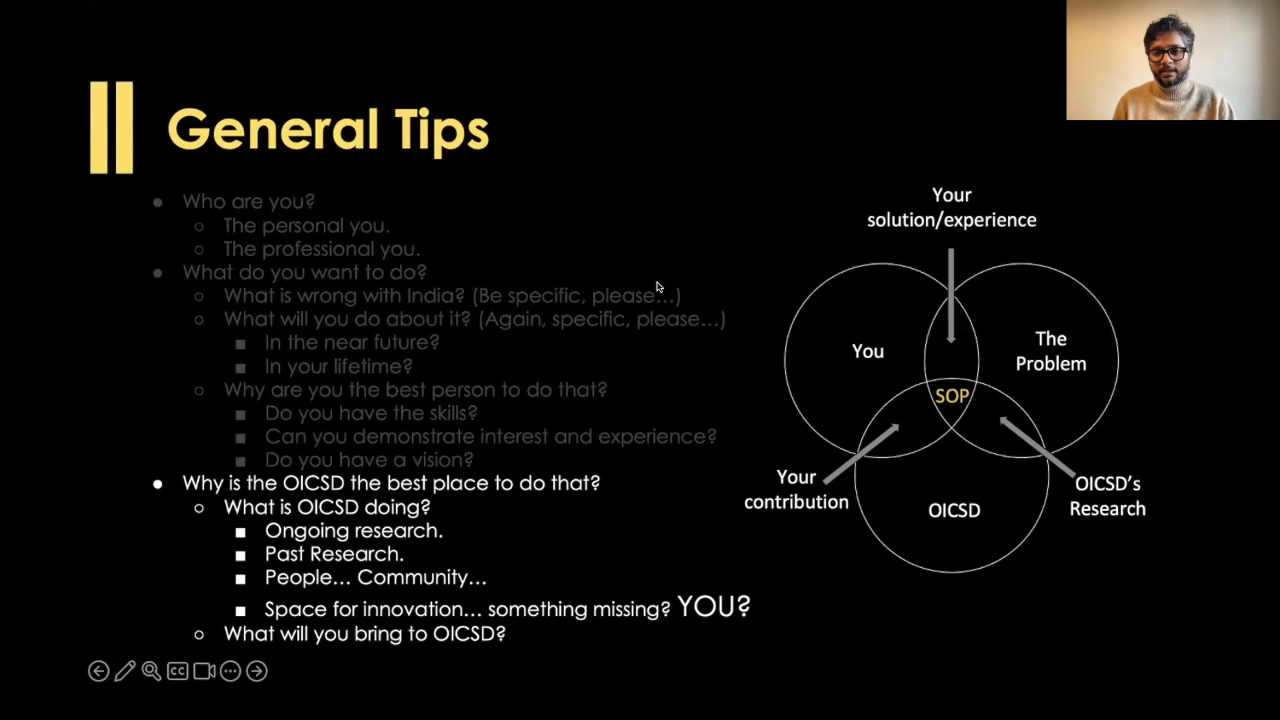 General Tips
● Who are you?
○ The personal you.
○ The professional you.
● What do you want to do?
○ What is wrong with India? (Be specific, please...)
○ What will you do about it? (Again, specific, please...)
■ In the near future?
■ In your lifetime?
○ Why are you the best person to do that?
■ Do you have the skills?
■ Can you demonstrate interest and experience?
■ Do you have a vision?
● Why is the OICSD the best place to do that?
○ What is OICSD doing?
■ Ongoing research.
■ Past Research.
■ People... Community...
■ Space for innovation... something missing? YOU?
○ What will you bring to OICSD?
Your
solution/experience
You
The
Problem
SOP
Your
contribution
OICSD's
Research
OICSD
CC